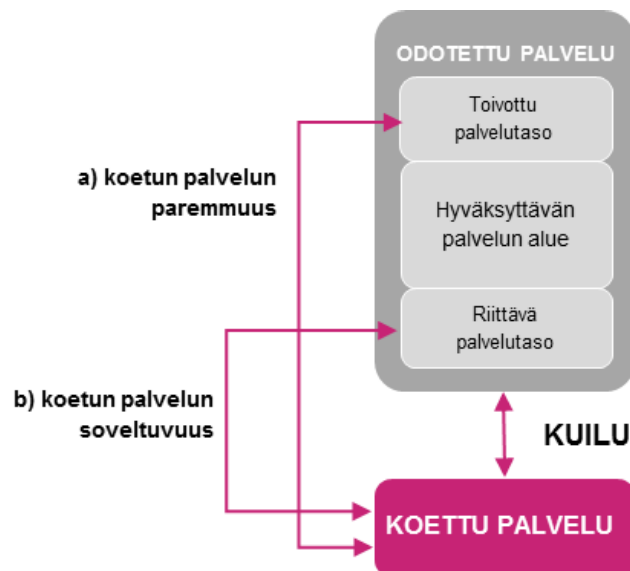 ODOTETTU PALVELU
Toivottu
palvelutaso
a) koetun palvelun
paremmuus
Hyväksyttävän
palvelun alue
Riittävä
palvelutaso
b) koetun palvelun
soveltuvuus
KUILU
KOETTU PALVELU